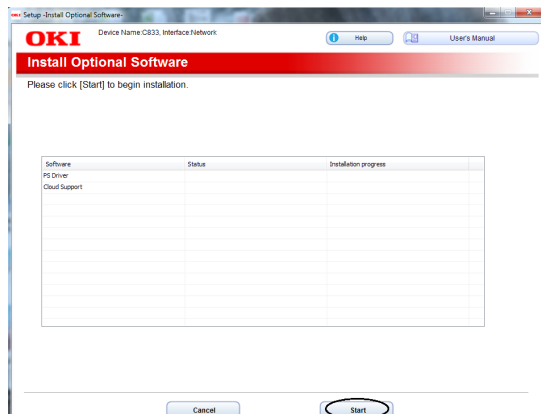 OKI Setup -Install Optional Software-
OKI
Device Name:C833, Interface:Network
Help
User's Manual
Install Optional Software
Please click [Start] to begin installation.
Software Status Installation progress
PS Driver
Cloud Support
Cancel
Start